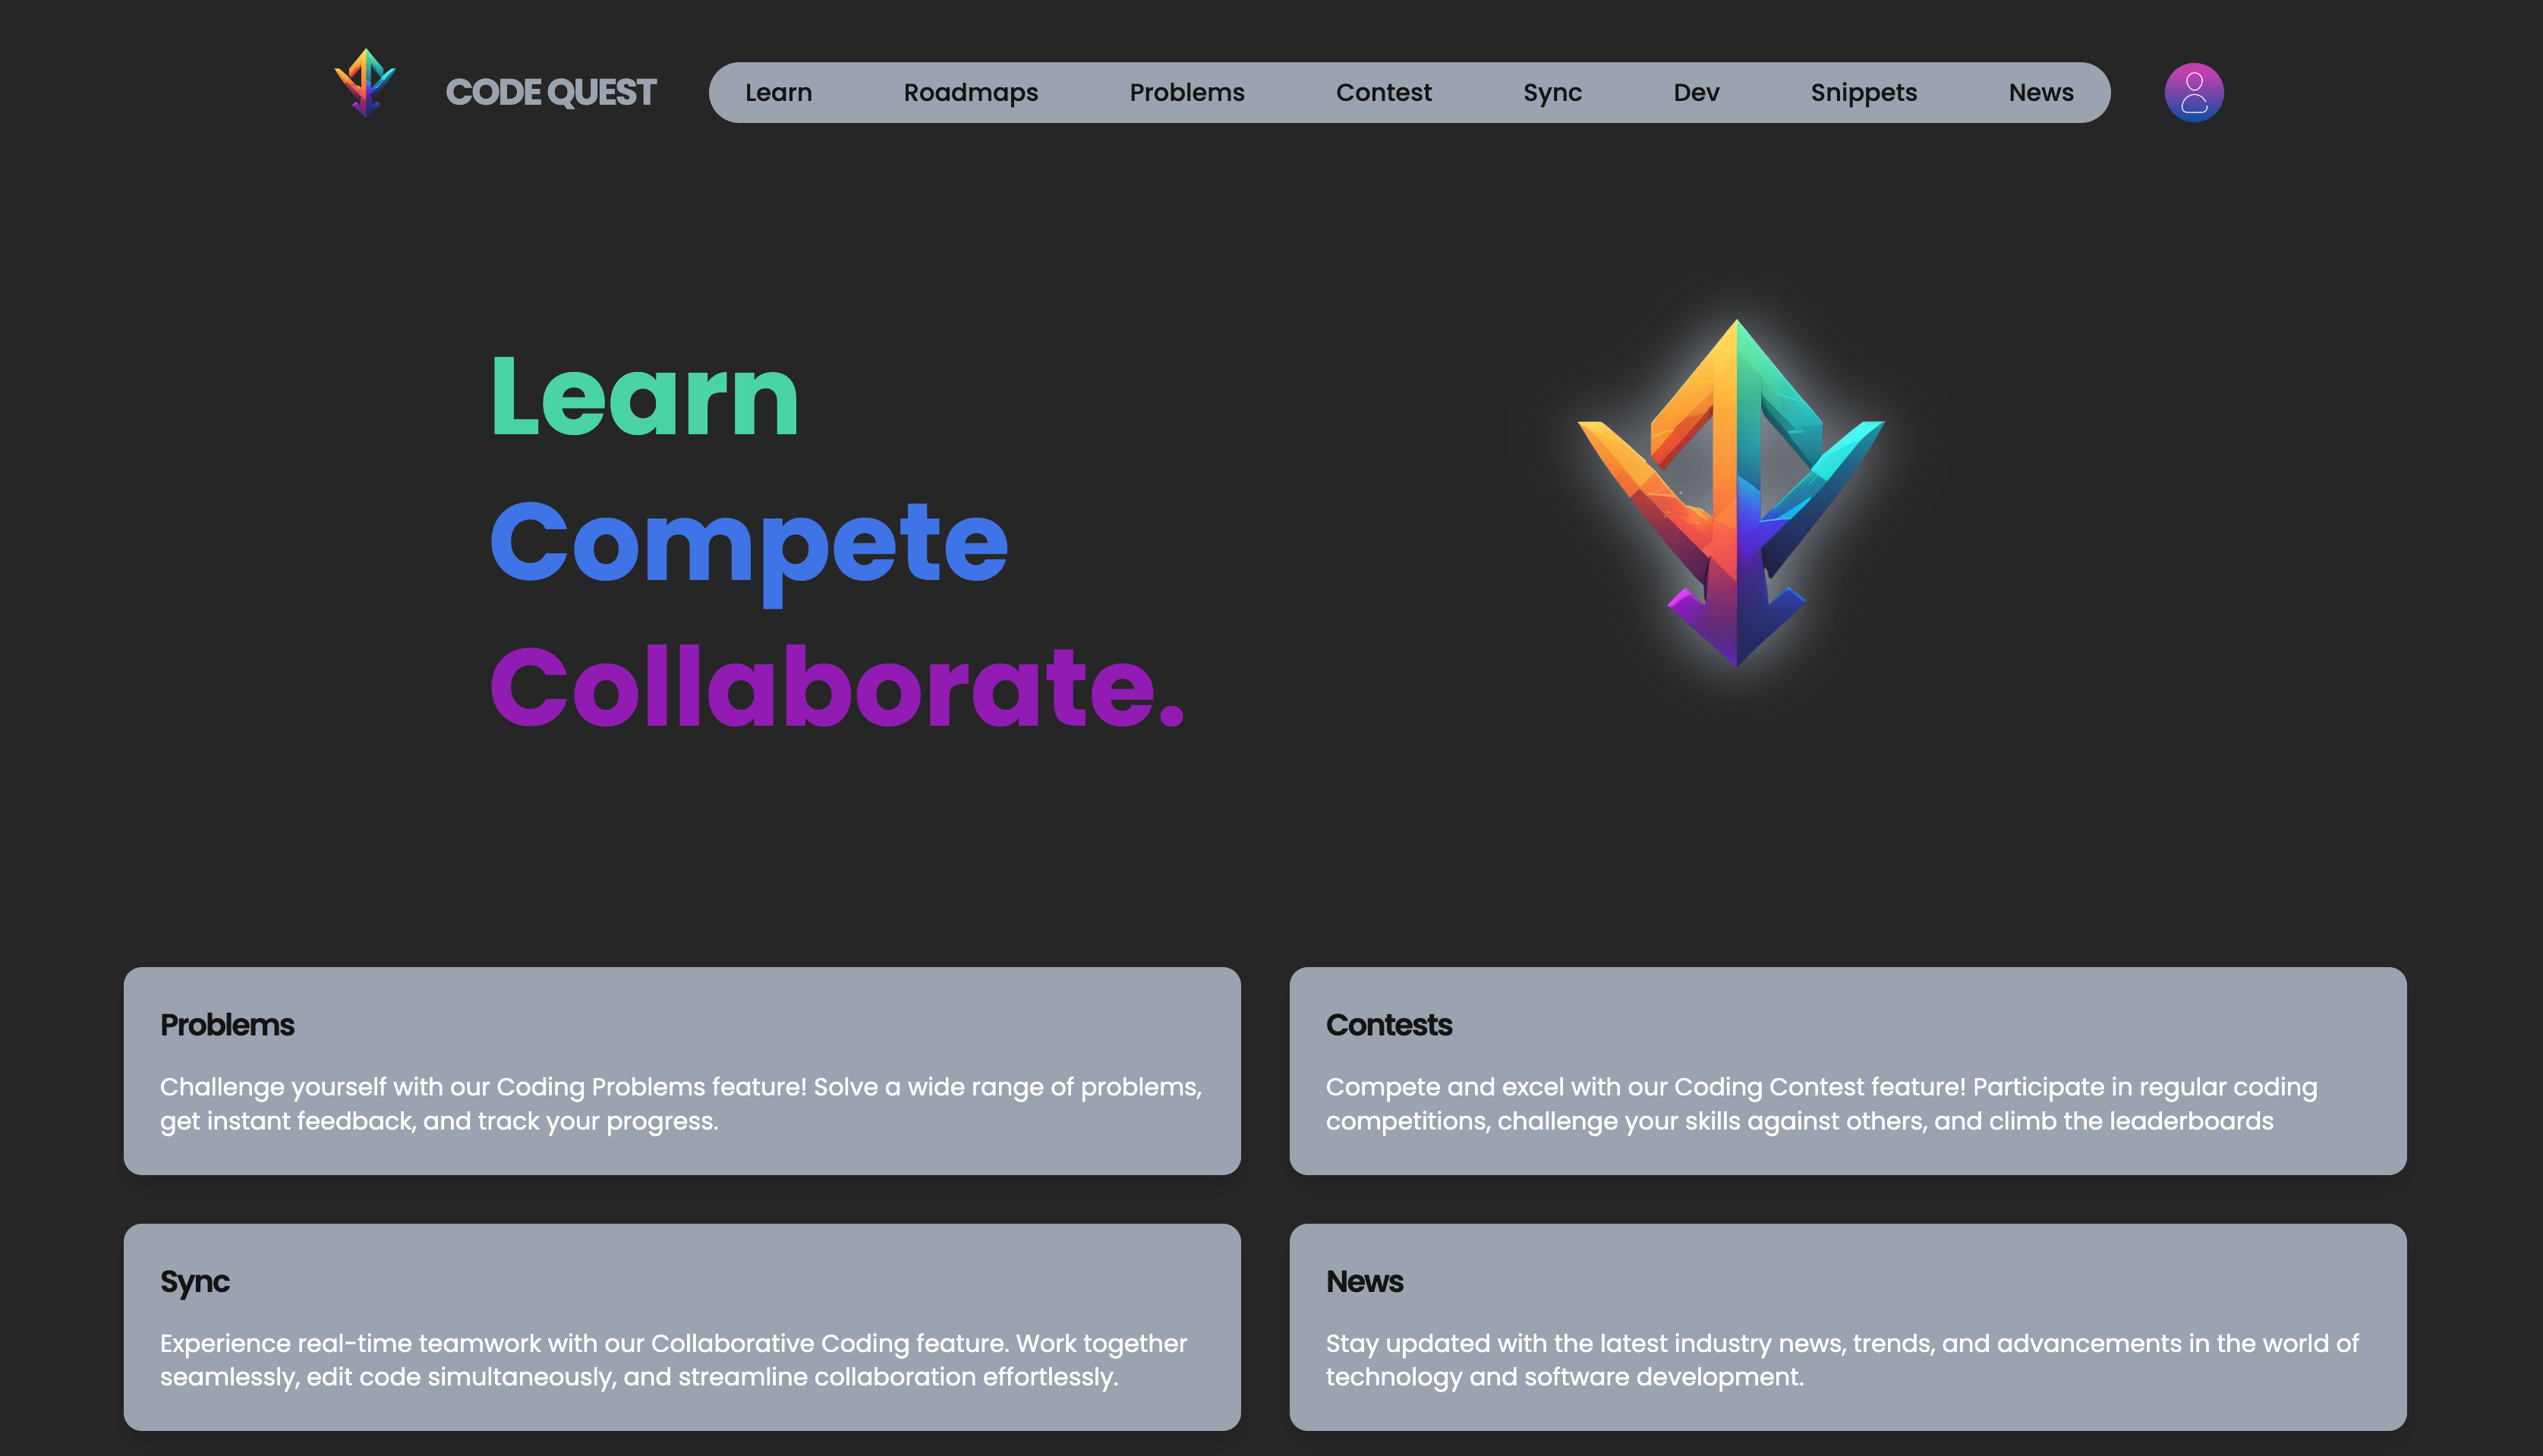 CODE QUEST
Learn Roadmaps Problems Contest Sync Dev Snippets News
Learn
Compete
Collaborate.
Problems
Challenge yourself with our Coding Problems feature! Solve a wide range of problems,
get instant feedback, and track your progress.
Contests
Compete and excel with our Coding Contest feature! Participate in regular coding
competitions, challenge your skills against others, and climb the leaderboards
Sync
Experience real-time teamwork with our Collaborative Coding feature. Work together
seamlessly, edit code simultaneously, and streamline collaboration effortlessly.
News
Stay updated with the latest industry news, trends, and advancements in the world of
technology and software development.